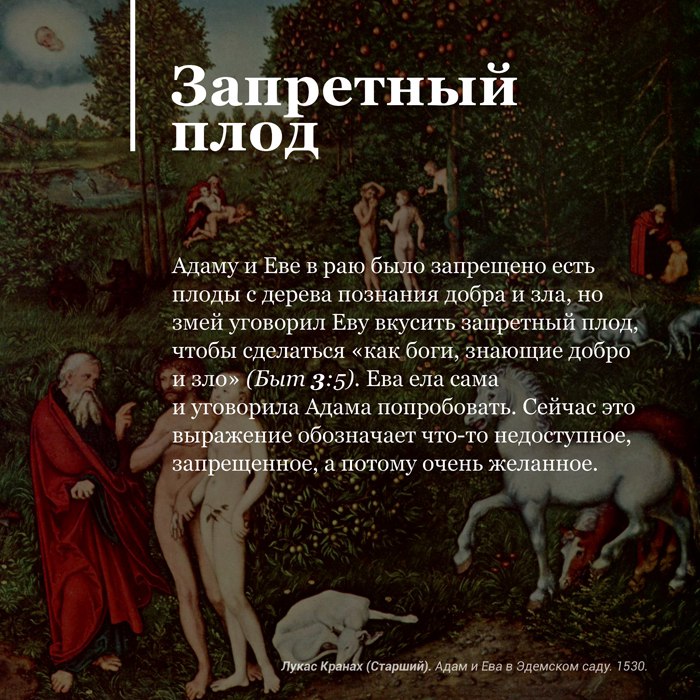 Запретный
плод
Адаму и Еве в раю было запрещено есть
плоды с дерева познания добра и зла, но
змей уговорил Еву вкусить запретный плод,
чтобы сделаться «как боги, знающие добро
и зло» (Быт 3:5). Ева ела сама
и уговорила Адама попробовать. Сейчас это
выражение обозначает что-то недоступное,
запрещенное, а потому очень желанное.
Лукас Кранах (Старший). Адам и Ева в Эдемском саду. 1530.